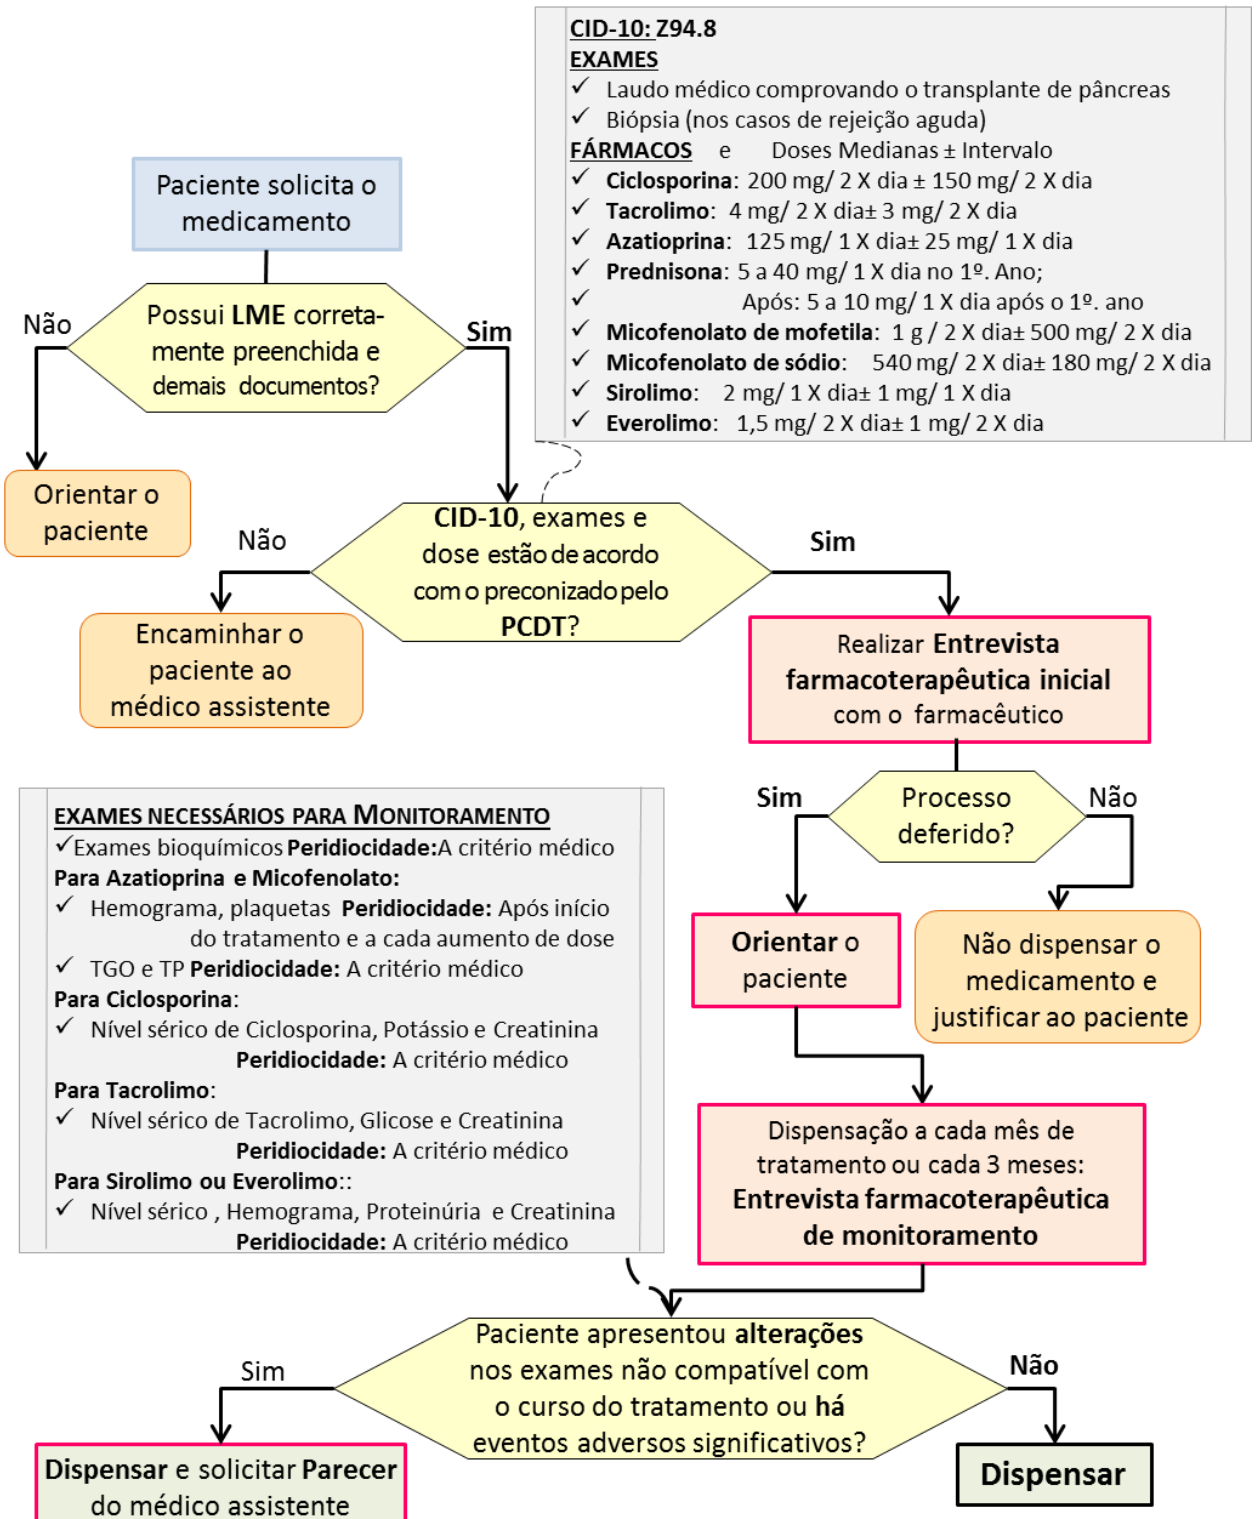 CID-10: Z94.8
EXAMES
✓ Laudo médico comprovando o transplante de pâncreas
✓ Biópsia (nos casos de rejeição aguda)
FÁRMACOS e Doses Medianas ± Intervalo
✓ Ciclosporina: 200 mg/ 2 X dia ± 150 mg/ 2 X dia
✓ Tacrolimo: 4 mg/ 2 X dia± 3 mg/ 2 X dia
✓ Azatioprina: 125 mg/ 1 X dia± 25 mg/ 1 X dia
✓ Prednisona: 5 a 40 mg/ 1 X dia no 1º. Ano;
✓ Após: 5 a 10 mg/ 1 X dia após o 1º. ano
✓ Micofenolato de mofetila: 1 g / 2 X dia± 500 mg/ 2 X dia
✓ Micofenolato de sódio: 540 mg/ 2 X dia± 180 mg/ 2 X dia
✓ Sirolimo: 2 mg/ 1 X dia± 1 mg/ 1 X dia
✓ Everolimo: 1,5 mg/ 2 X dia± 1 mg/ 2 X dia
Paciente solicita o
medicamento
Não
Possui LME correta-
mente preenchida e
demais documentos?
Sim
Orientar o
paciente
Não
CID-10, exames e
dose estão de acordo
com o preconizado pelo
PCDT?
Sim
Encaminhar o
paciente ao
médico assistente
Realizar Entrevista
farmacoterapêutica inicial
com o farmacêutico
Sim
Processo
deferido?
Não
Orientar o
paciente
Não dispensar o
medicamento e
justificar ao paciente
EXAMES NECESSÁRIOS PARA MONITORAMENTO
✓Exames bioquímicos Peridiocidade:A critério médico
Para Azatioprina e Micofenolato:
✓ Hemograma, plaquetas Peridiocidade: Após início
do tratamento e a cada aumento de dose
✓ TGO e TP Peridiocidade: A critério médico
Para Ciclosporina:
✓ Nível sérico de Ciclosporina, Potássio e Creatinina
Peridiocidade: A critério médico
Para Tacrolimo:
✓ Nível sérico de Tacrolimo, Glicose e Creatinina
Peridiocidade: A critério médico
Para Sirolimo ou Everolimo::
✓ Nível sérico , Hemograma, Proteinúria e Creatinina
Peridiocidade: A critério médico
Dispensação a cada mês de
tratamento ou cada 3 meses:
Entrevista farmacoterapêutica
de monitoramento
Sim
Paciente apresentou alterações
nos exames não compatível com
o curso do tratamento ou há
eventos adversos significativos?
Não
Dispensar e solicitar Parecer
do médico assistente
Dispensar